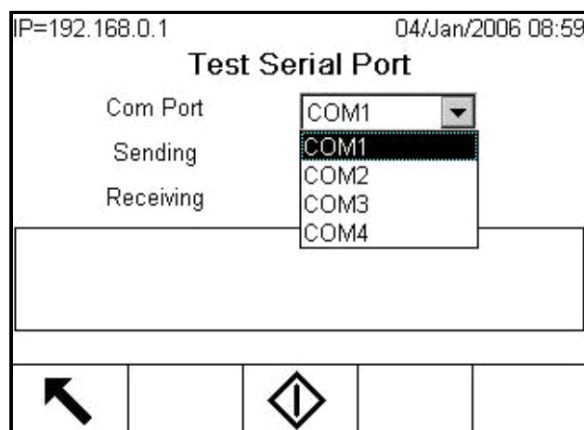 IP=192.168.0.1 04/Jan/2006 08:59
Test Serial Port
Com Port COM1
Sending COM1
COM2
Receiving COM3
COM4